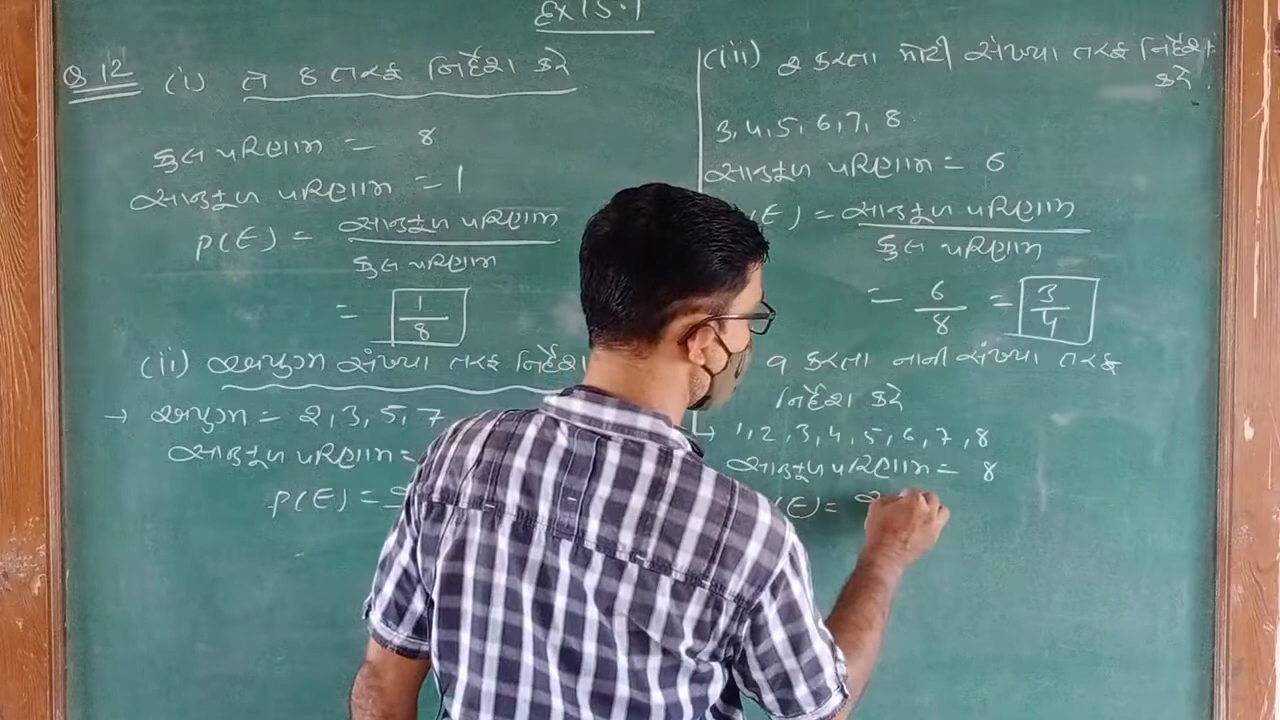 Ex 15.1
Q 12 (i) તે 8 તરફ નિર્દેશ કરે
કુલ પરિણામ = 8
સાનુકૂળ પરિણામ = 1
P(E) = સાનુકૂળ પરિણામ
કુલ પરિણામ
= 1/8
(ii) અયુગ્મ સંખ્યા તરફ નિર્દેશ
→ અયુગ્મ = 2, 3, 5, 7
સાનુકૂળ પરિણામ =
P(E) =
(iii) 2 કરતા મોટી સંખ્યા તરફ નિર્દેશ
કરે
3, 4, 5, 6, 7, 8
સાનુકૂળ પરિણામ = 6
(E) = સાનુકૂળ પરિણામ
કુલ પરિણામ
= 6/8 = 3/4
9 કરતા નાની સંખ્યા તરફ
નિર્દેશ કરે
→ 1, 2, 3, 4, 5, 6, 7, 8
સાનુકૂળ પરિણામ = 8
(E) =